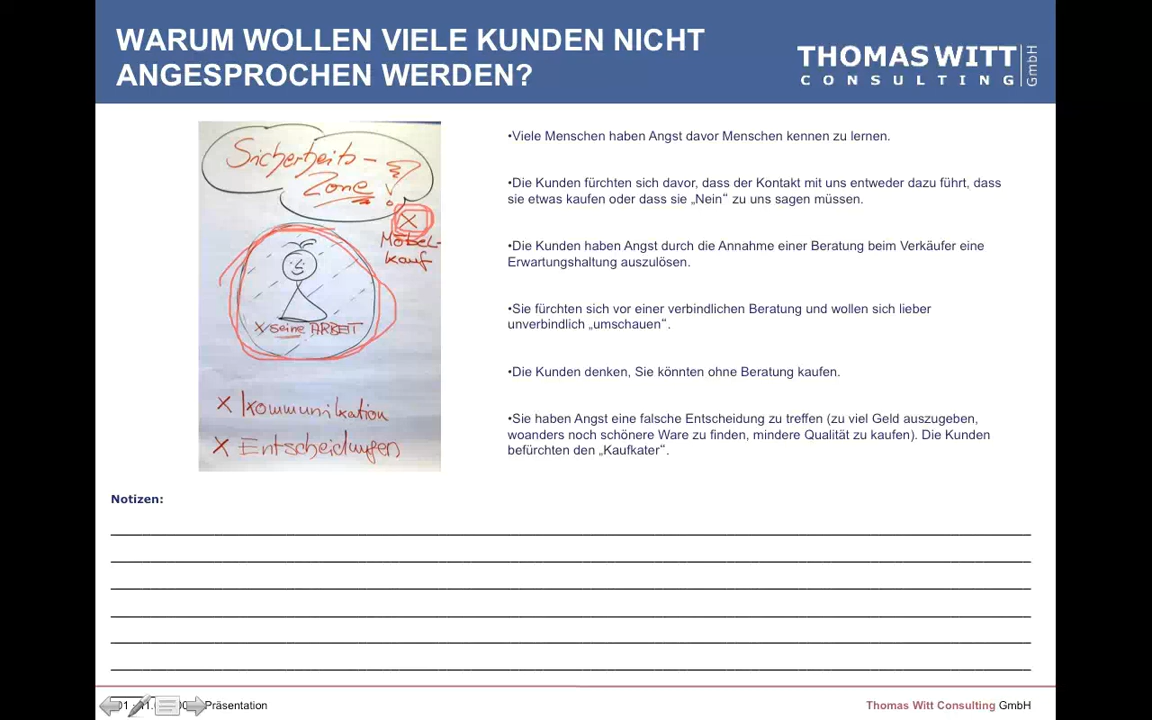 WARUM WOLLEN VIELE KUNDEN NICHT
ANGESPROCHEN WERDEN?
THOMAS WITT
CONSULTING
GmbH
Sicherheits-
Zone
X
Möbel-
kauf
X seine ARBEIT
X Kommunikation
X Entscheidungen
•Viele Menschen haben Angst davor Menschen kennen zu lernen.
•Die Kunden fürchten sich davor, dass der Kontakt mit uns entweder dazu führt, dass
sie etwas kaufen oder dass sie „Nein“ zu uns sagen müssen.
•Die Kunden haben Angst durch die Annahme einer Beratung beim Verkäufer eine
Erwartungshaltung auszulösen.
•Sie fürchten sich vor einer verbindlichen Beratung und wollen sich lieber
unverbindlich „umschauen“.
•Die Kunden denken, Sie könnten ohne Beratung kaufen.
•Sie haben Angst eine falsche Entscheidung zu treffen (zu viel Geld auszugeben,
woanders noch schönere Ware zu finden, mindere Qualität zu kaufen). Die Kunden
befürchten den „Kaufkater“.
Notizen:
Präsentation
Thomas Witt Consulting GmbH